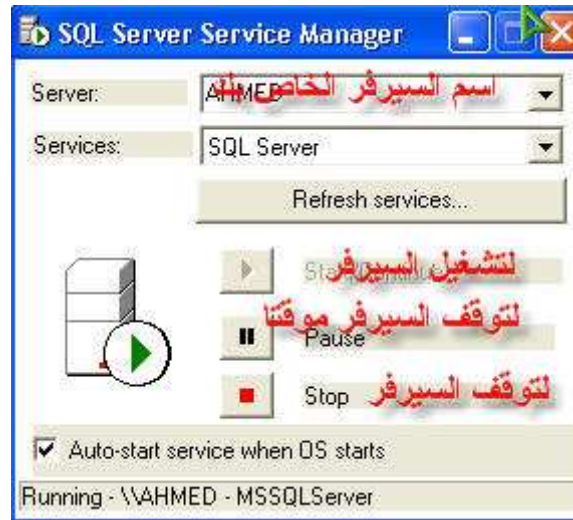 SQL Server Service Manager
Server: AHMED اسم السيرفر الخاص بك
Services: SQL Server
Refresh services...
لتشغيل السيرفر
لتوقف السيرفر موقتا
Pause
Stop لتوقف السيرفر
Auto-start service when OS starts
Running - \\AHMED - MSSQLServer